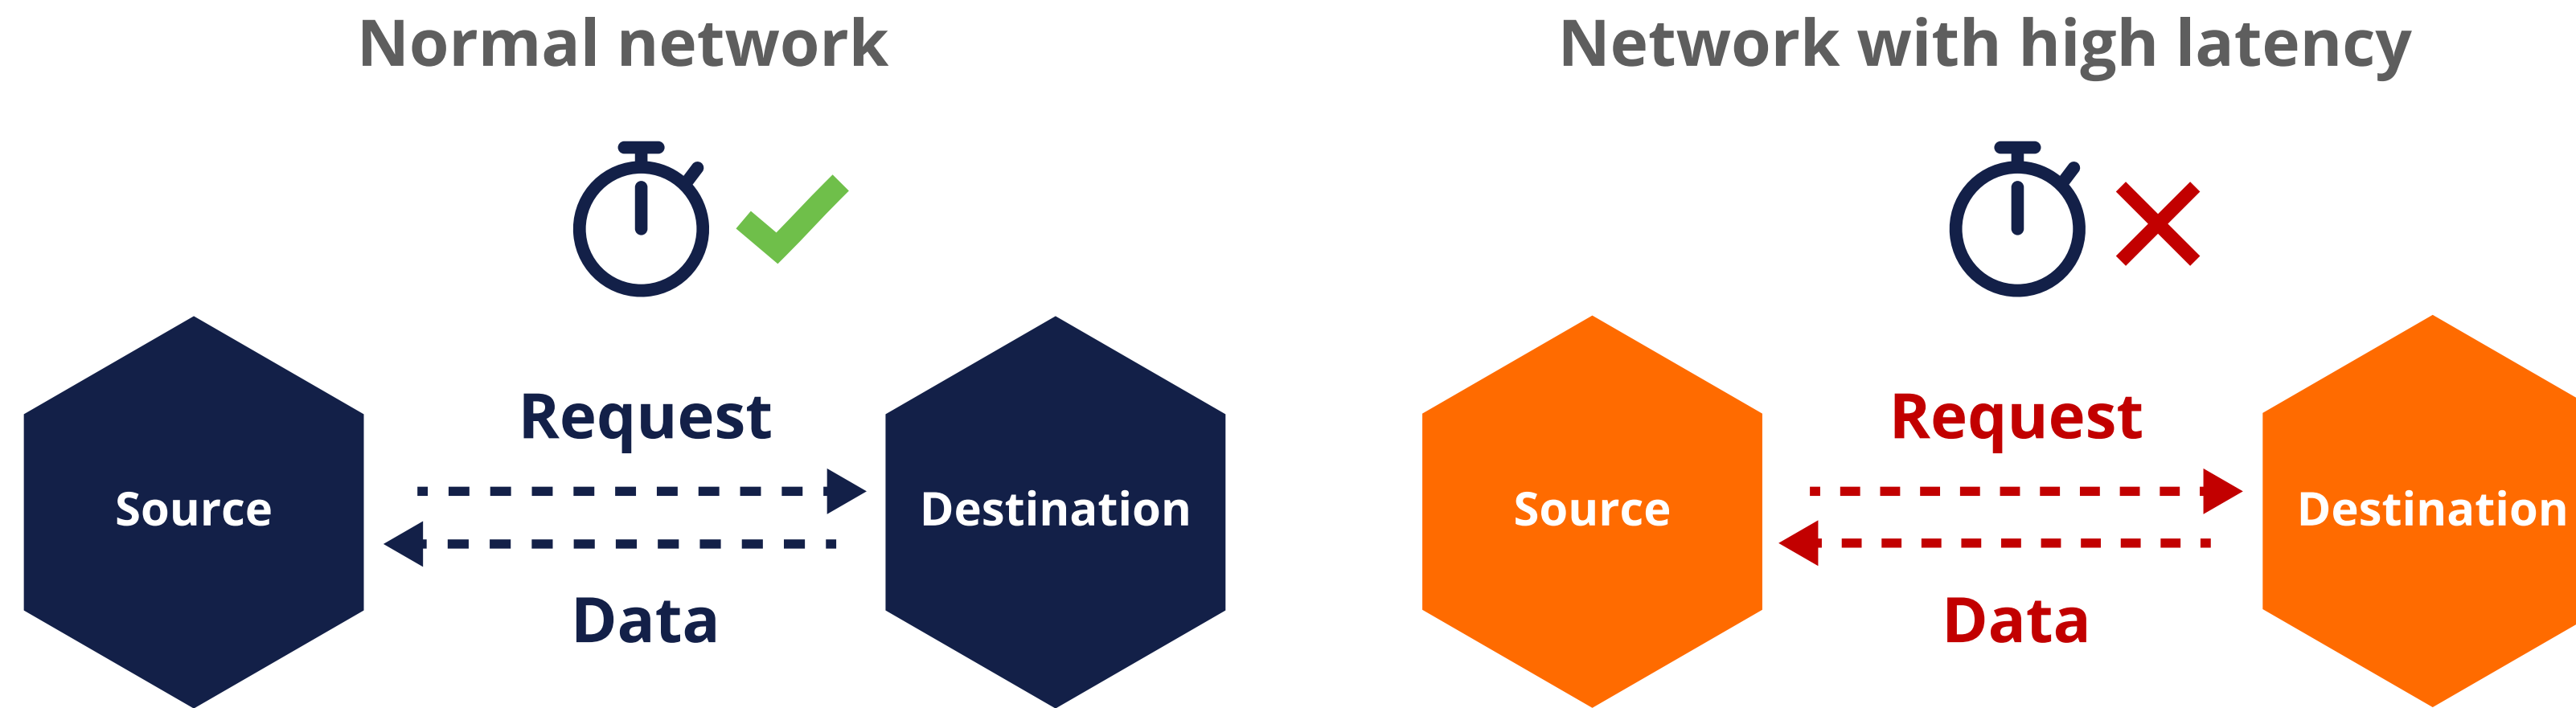 Normal network
Request
Source
Destination
Data
Network with high latency
Request
Source
Destination
Data